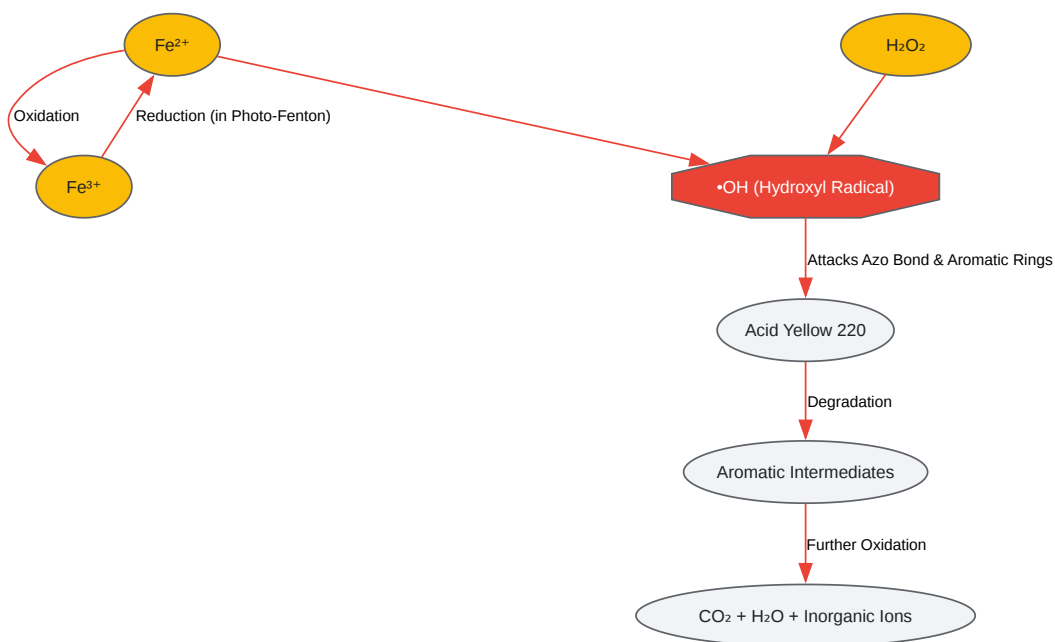 Fe²⁺
H₂O₂
Oxidation
Reduction (in Photo-Fenton)
Fe³⁺
•OH (Hydroxyl Radical)
Attacks Azo Bond & Aromatic Rings
Acid Yellow 220
Degradation
Aromatic Intermediates
Further Oxidation
CO₂ + H₂O + Inorganic Ions